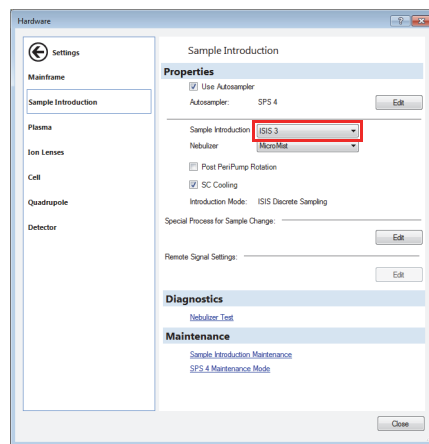 Hardware
Settings
Mainframe
Sample Introduction
Plasma
Ion Lenses
Cell
Quadrupole
Detector
Sample Introduction
Properties
Use Autosampler
Autosampler: SPS 4 Edit
Sample Introduction ISIS 3
Nebulizer MicroMist
Post PeriPump Rotation
SC Cooling
Introduction Mode: ISIS Discrete Sampling
Special Process for Sample Change:
Edit
Remote Signal Settings:
Edit
Diagnostics
Nebulizer Test
Maintenance
Sample Introduction Maintenance
SPS 4 Maintenance Mode
Close